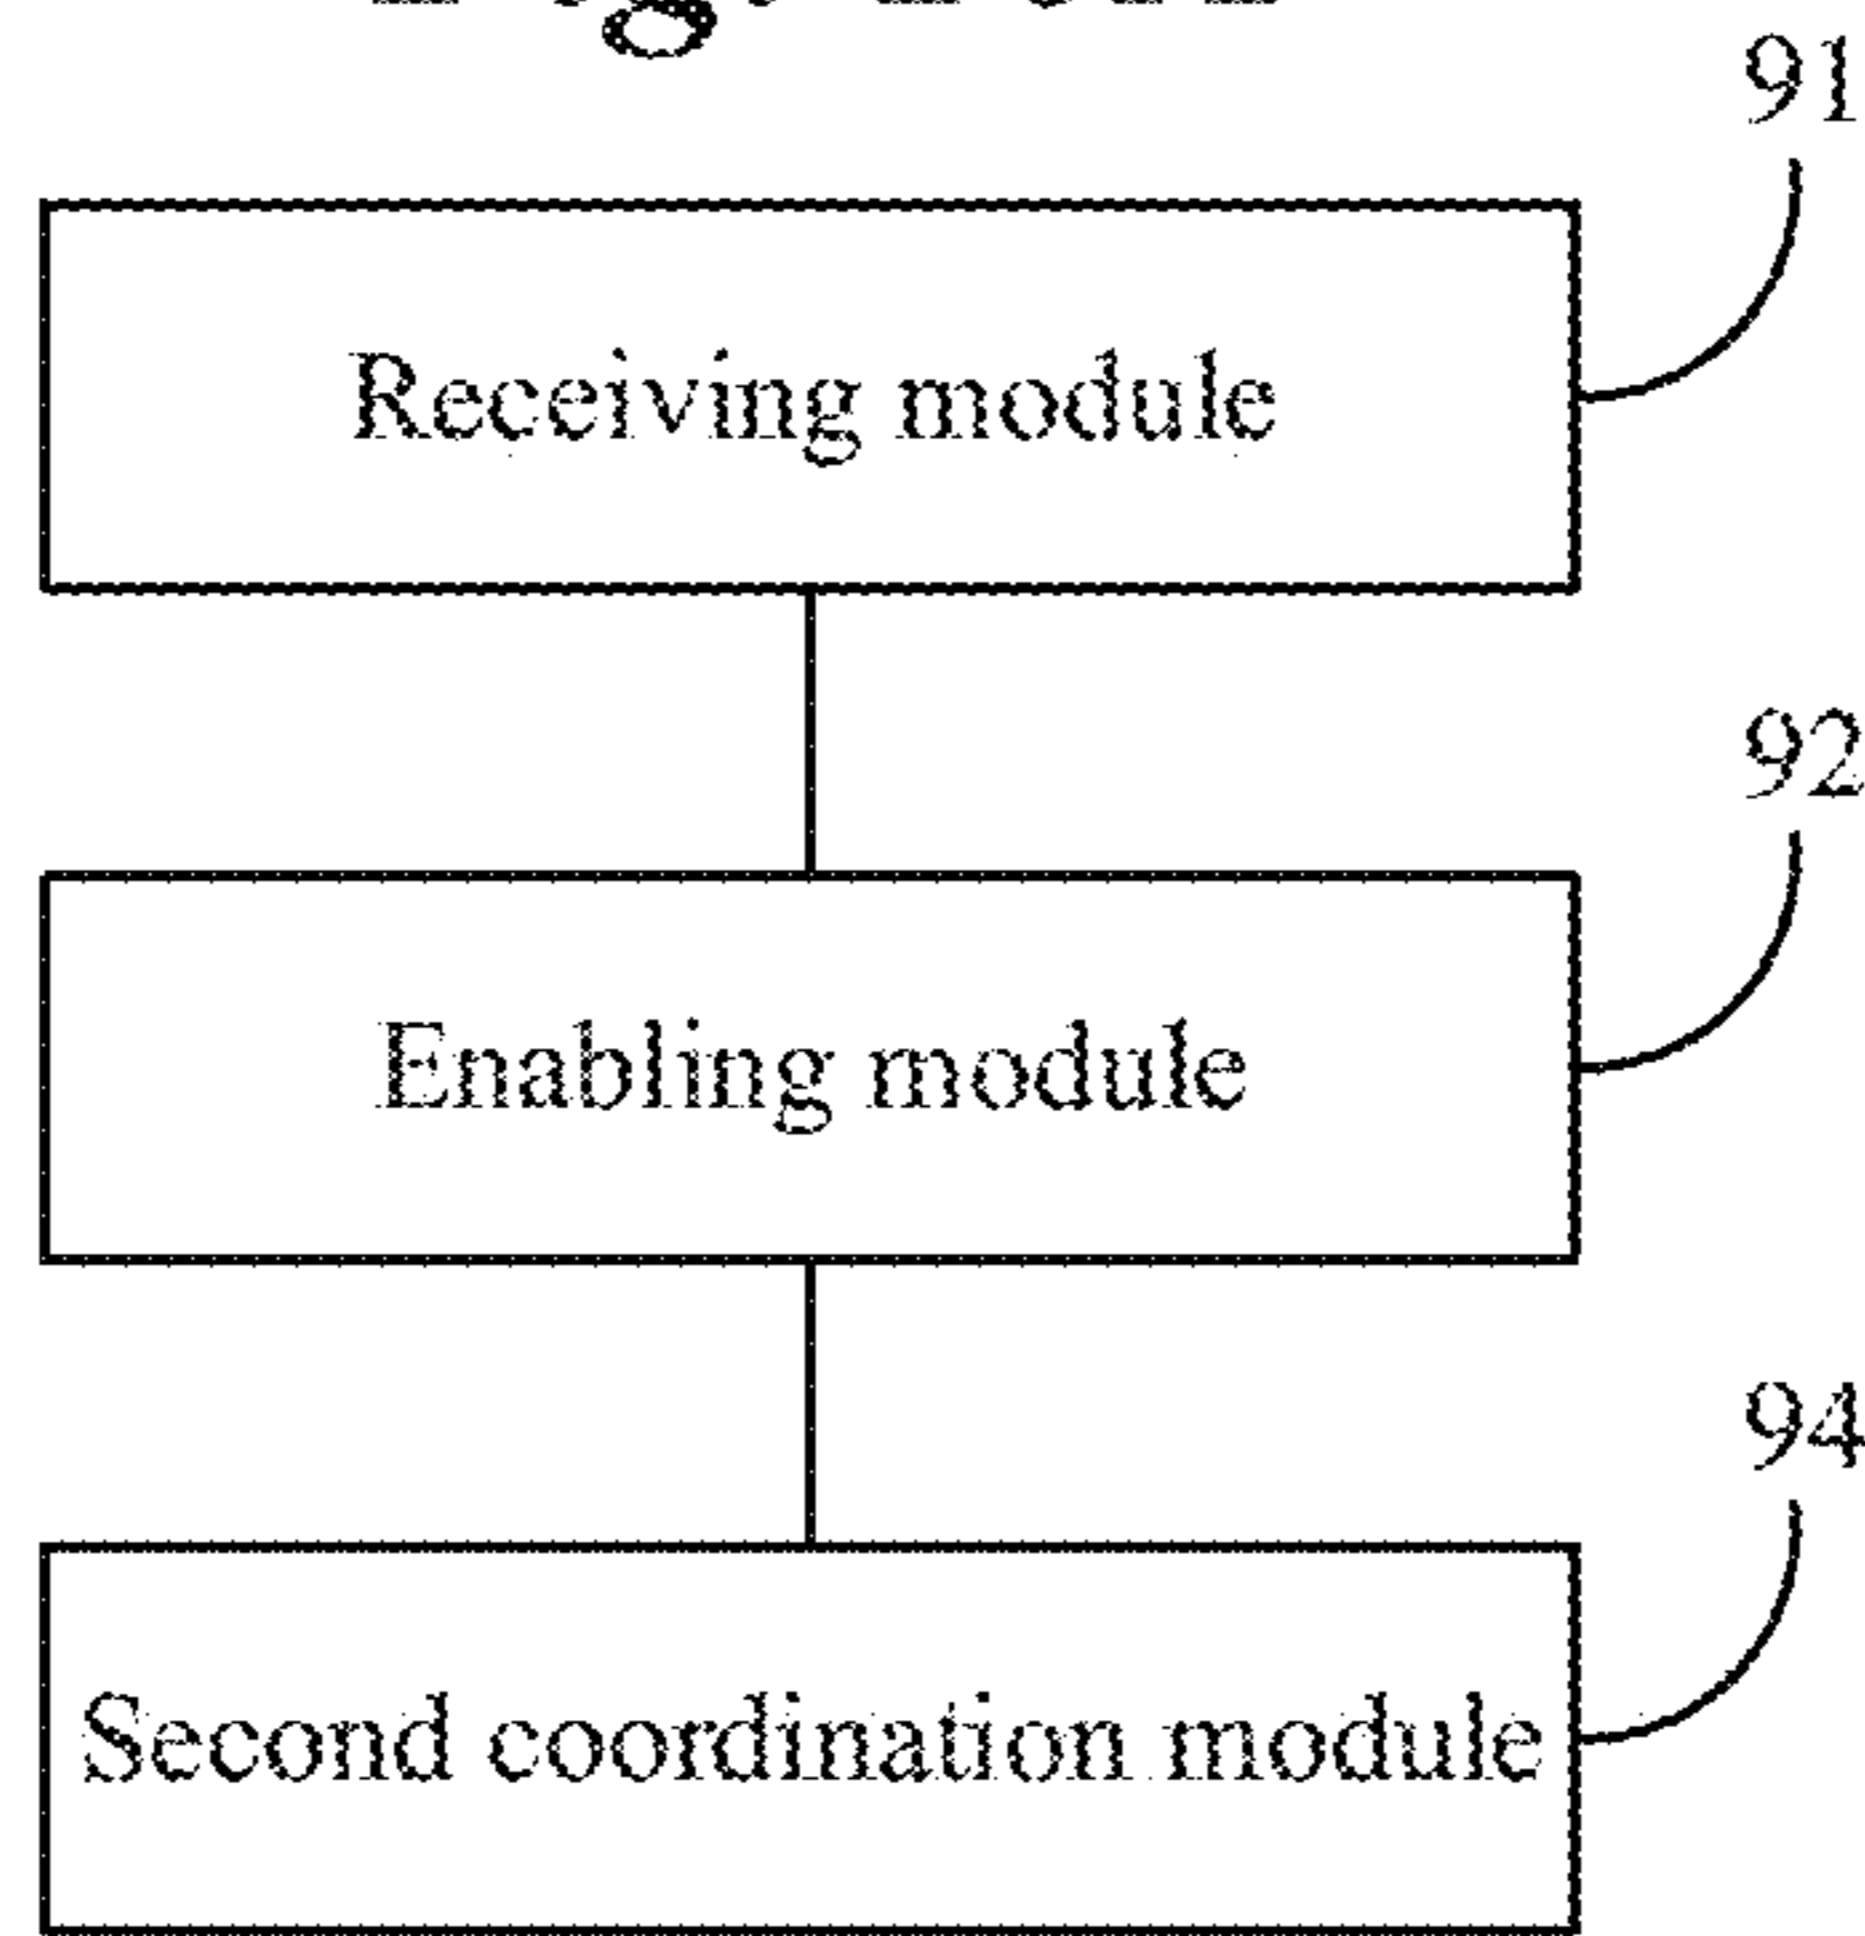 91
Receiving module
92
Enabling module
94
Second coordination module